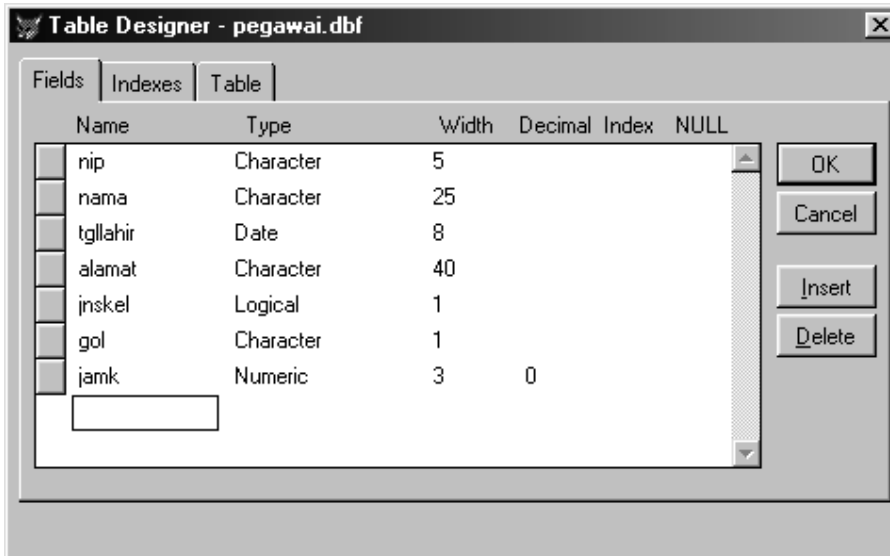 Table Designer - pegawai.dbf
Fields Indexes Table
Name Type Width Decimal Index NULL
nip Character 5
nama Character 25
tgllahir Date 8
alamat Character 40
jnskel Logical 1
gol Character 1
jamk Numeric 3 0
OK
Cancel
Insert
Delete